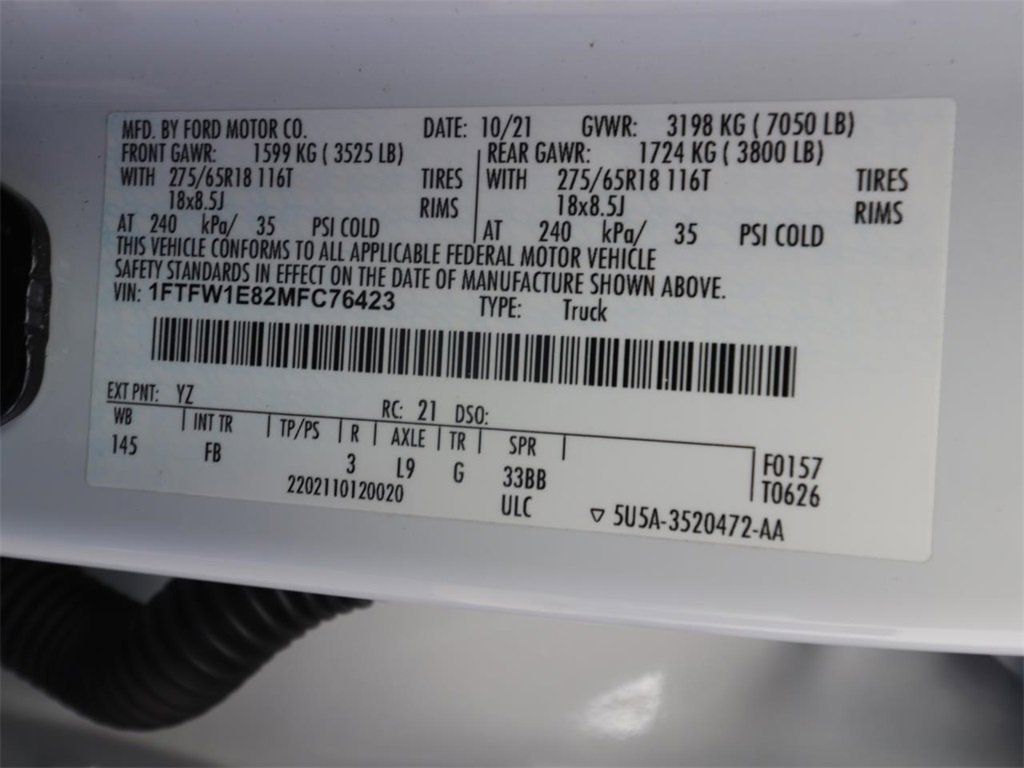 MFD. BY FORD MOTOR CO. DATE: 10/21 GVWR: 3198 KG ( 7050 LB)
FRONT GAWR: 1599 KG ( 3525 LB) REAR GAWR: 1724 KG ( 3800 LB)
WITH 275/65R18 116T TIRES WITH 275/65R18 116T TIRES
18x8.5J RIMS 18x8.5J RIMS
AT 240 kPa/ 35 PSI COLD AT 240 kPa/ 35 PSI COLD
THIS VEHICLE CONFORMS TO ALL APPLICABLE FEDERAL MOTOR VEHICLE
SAFETY STANDARDS IN EFFECT ON THE DATE OF MANUFACTURE SHOWN ABOVE.
VIN: 1FTFW1E82MFC76423 TYPE: Truck
EXT PNT: YZ RC: 21 DSO:
WB INT TR TP/PS R AXLE TR SPR F0157
145 FB 3 L9 G 33BB T0626
2202110120020 ULC ▽ 5U5A-3520472-AA